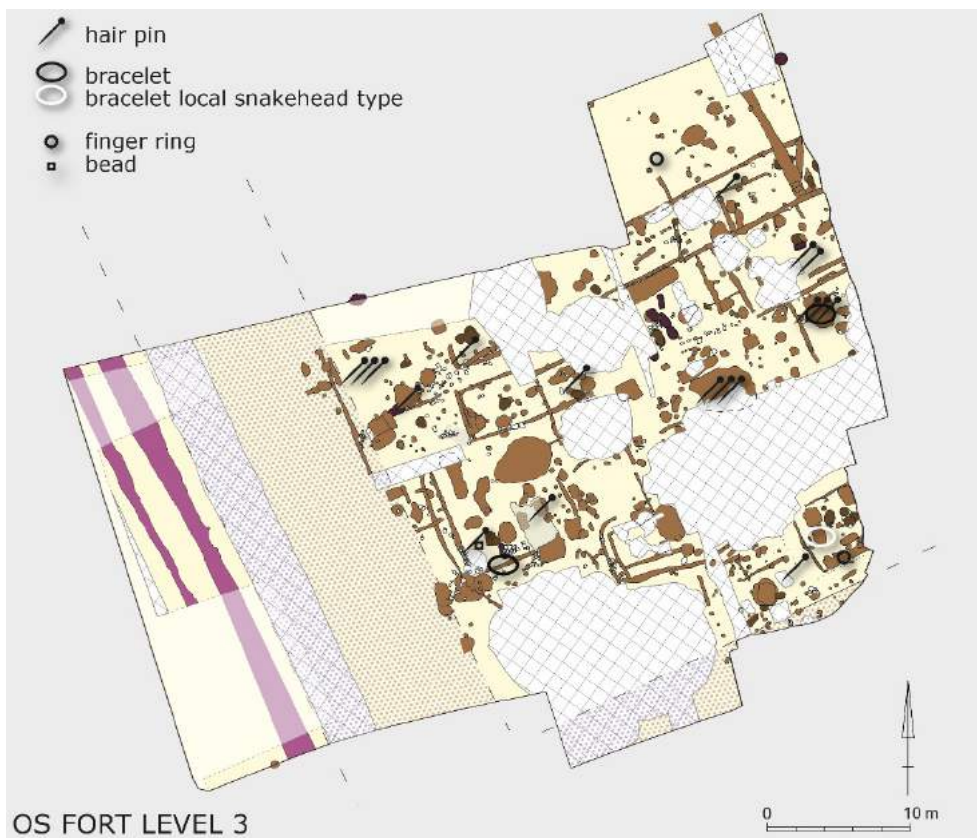 hair pin
bracelet
bracelet local snakehead type
finger ring
bead
OS FORT LEVEL 3
0 10 m